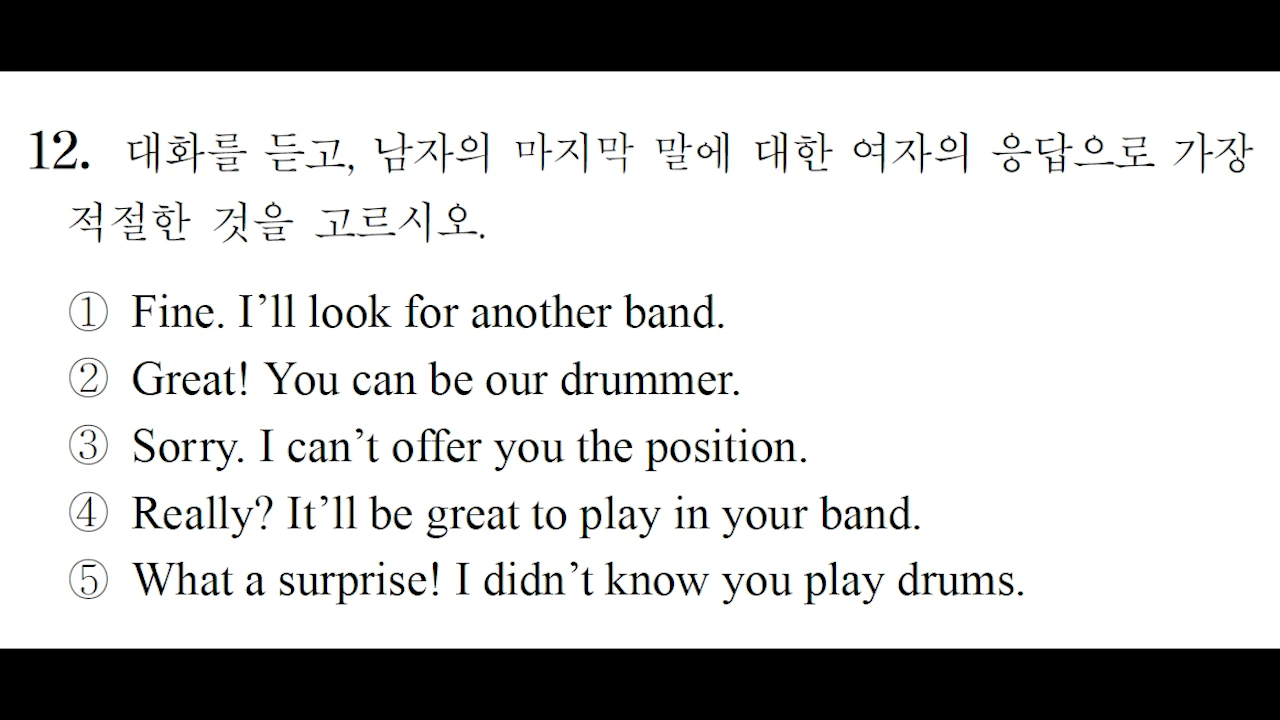 12. 대화를 듣고, 남자의 마지막 말에 대한 여자의 응답으로 가장
적절한 것을 고르시오.
① Fine. I’ll look for another band.
② Great! You can be our drummer.
③ Sorry. I can’t offer you the position.
④ Really? It’ll be great to play in your band.
⑤ What a surprise! I didn’t know you play drums.